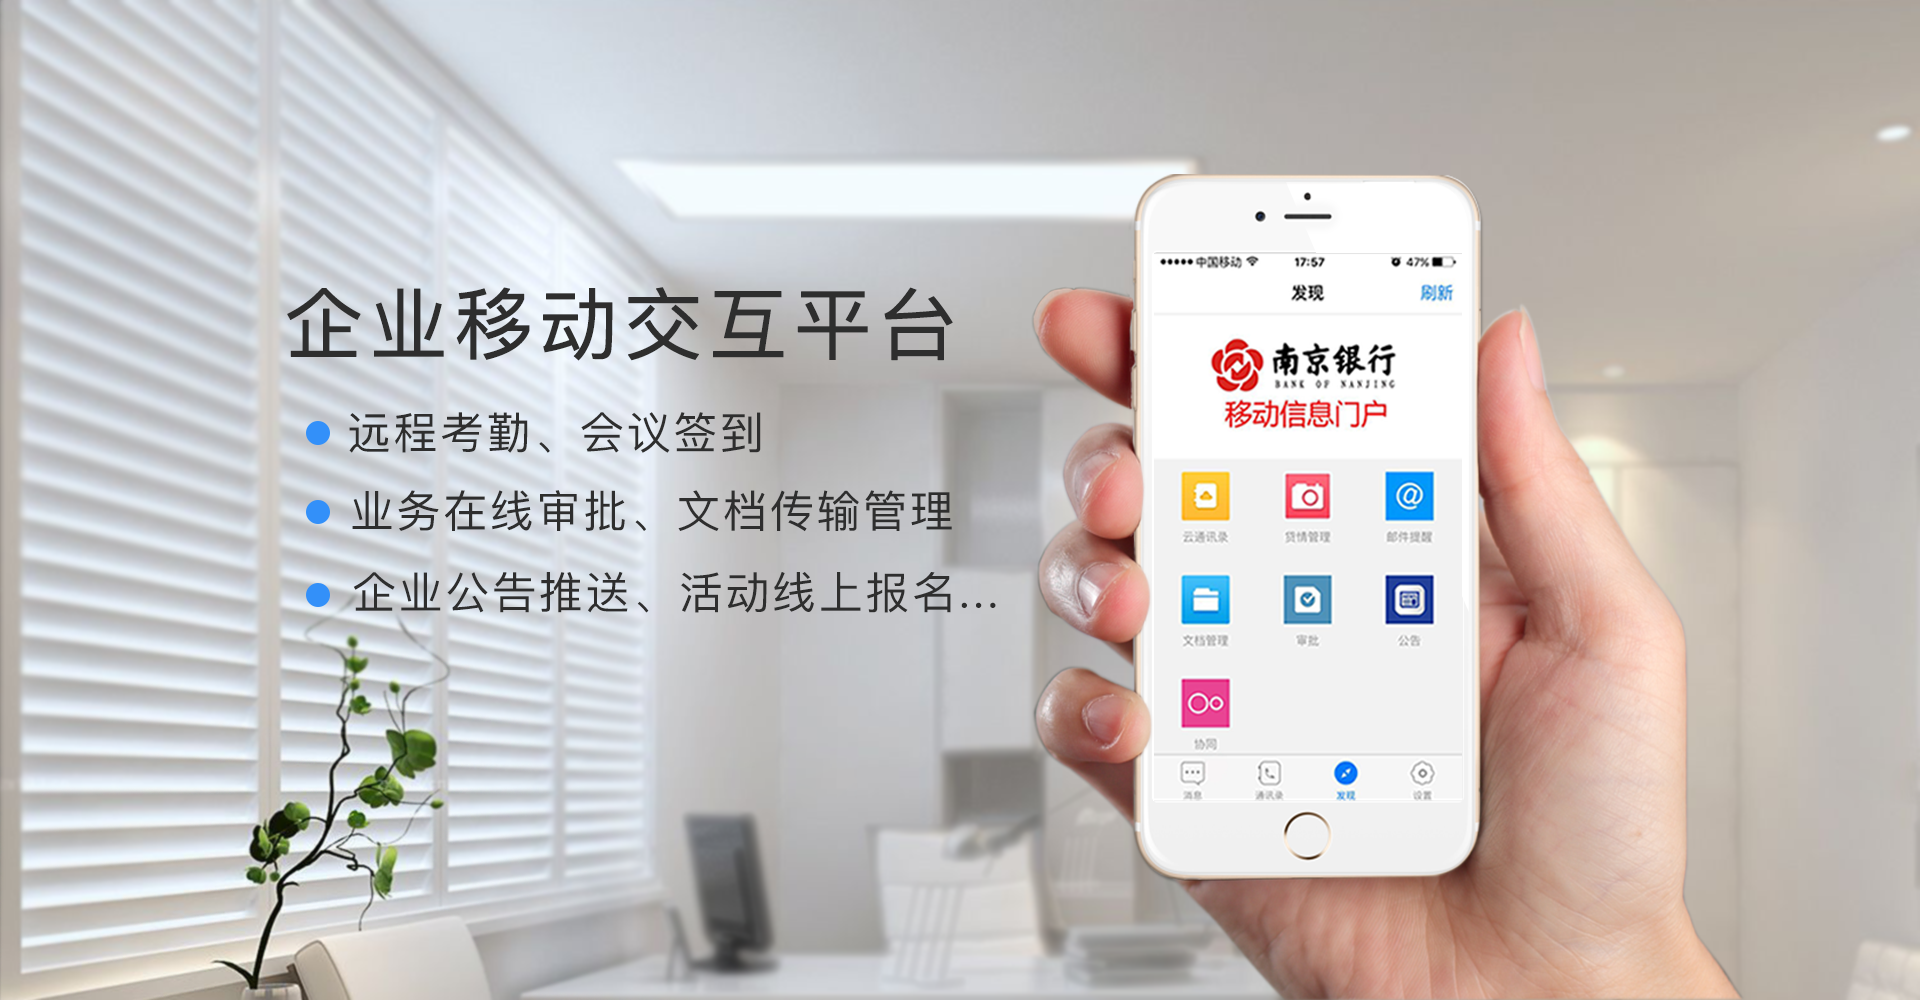 企业移动交互平台
远程考勤、会议签到
业务在线审批、文档传输管理
企业公告推送、活动线上报名...
中国移动 17:57 47%
发现 刷新
南京银行
BANK OF NANJING
移动信息门户
云通讯录 贷情管理 邮件提醒
文档管理 审批 公告
协同
消息 通讯录 发现 设置